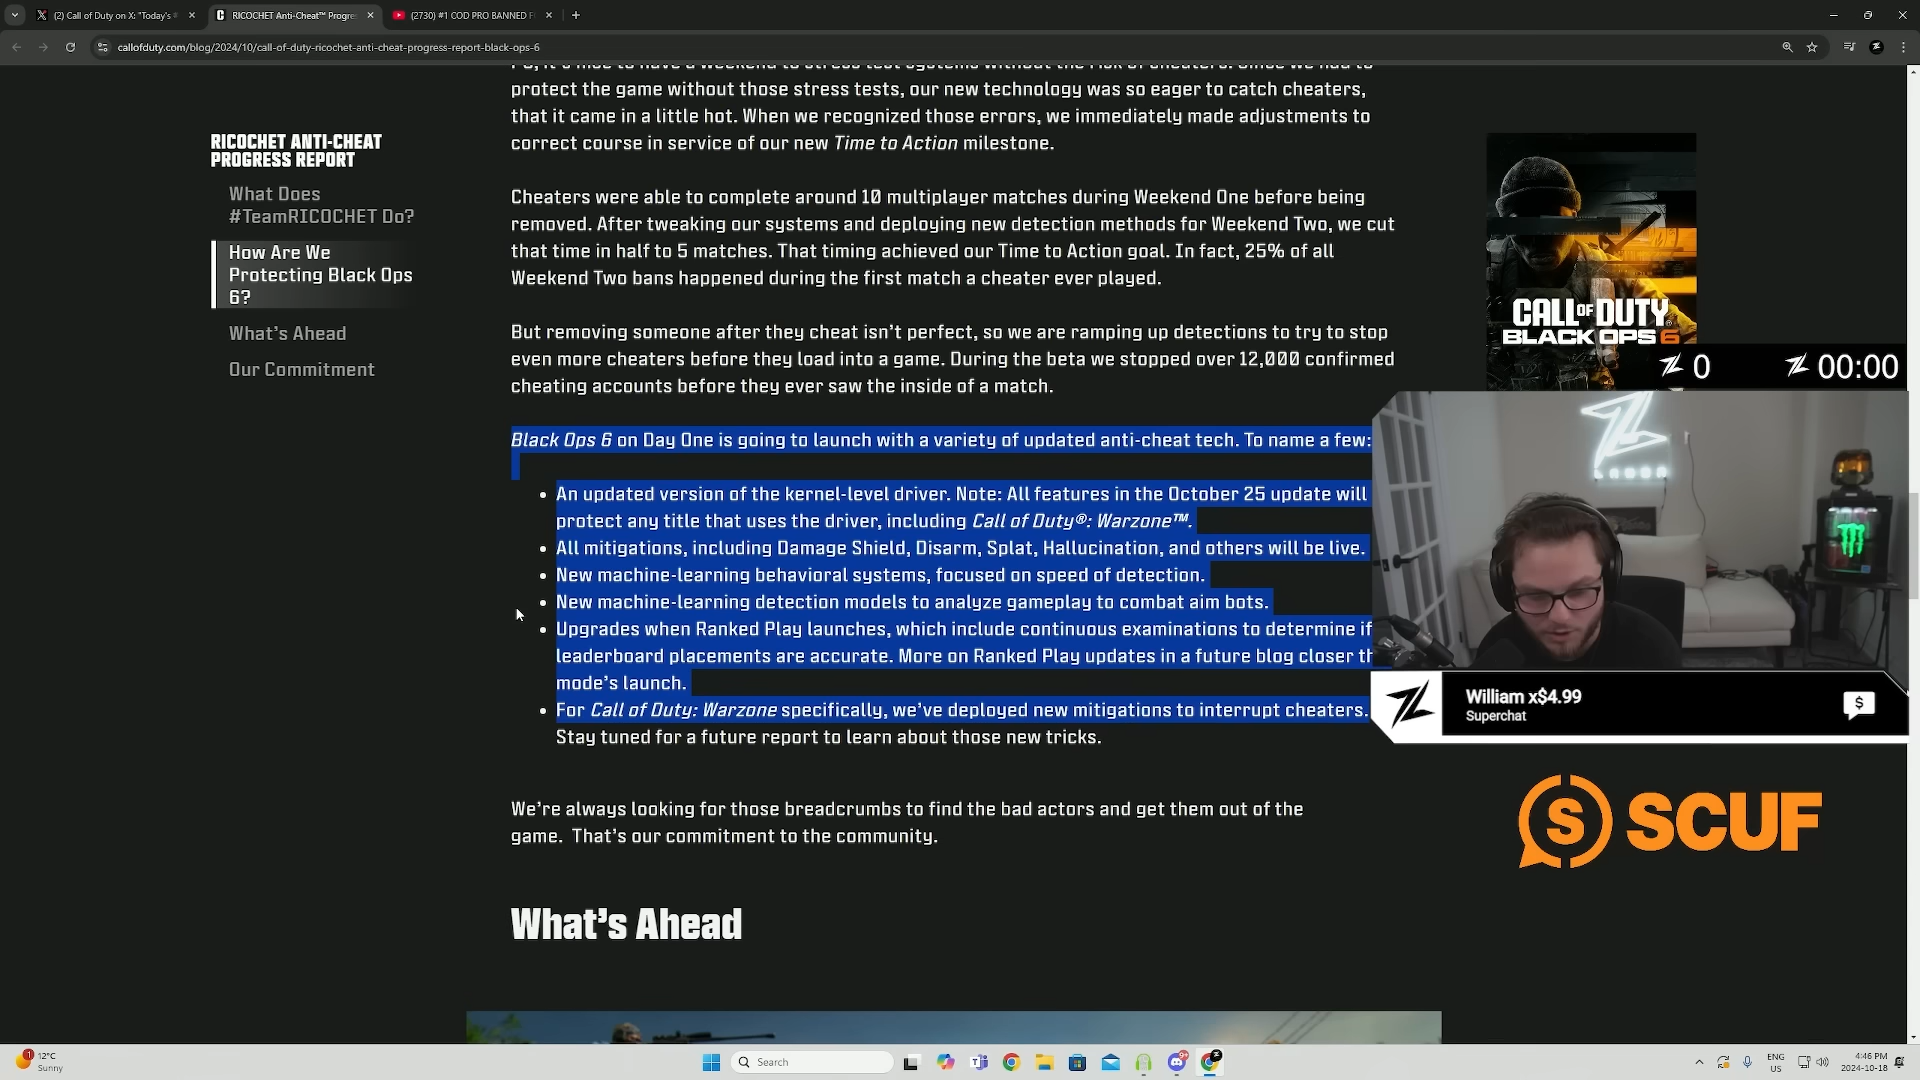 (2) Call of Duty on X: "Today's
RICOCHET Anti-Cheat™ Progre
(2730) #1 COD PRO BANNED F
callofduty.com/blog/2024/10/call-of-duty-ricochet-anti-cheat-progress-report-black-ops-6
RICOCHET ANTI-CHEAT
PROGRESS REPORT
What Does
#TeamRICOCHET Do?
How Are We
Protecting Black Ops
6?
What's Ahead
Our Commitment
protect the game without those stress tests, our new technology was so eager to catch cheaters,
that it came in a little hot. When we recognized those errors, we immediately made adjustments to
correct course in service of our new Time to Action milestone.
Cheaters were able to complete around 10 multiplayer matches during Weekend One before being
removed. After tweaking our systems and deploying new detection methods for Weekend Two, we cut
that time in half to 5 matches. That timing achieved our Time to Action goal. In fact, 25% of all
Weekend Two bans happened during the first match a cheater ever played.
But removing someone after they cheat isn't perfect, so we are ramping up detections to try to stop
even more cheaters before they load into a game. During the beta we stopped over 12,000 confirmed
cheating accounts before they ever saw the inside of a match.
Black Ops 6 on Day One is going to launch with a variety of updated anti-cheat tech. To name a few:
• An updated version of the kernel-level driver. Note: All features in the October 25 update will
protect any title that uses the driver, including Call of Duty®: Warzone™.
• All mitigations, including Damage Shield, Disarm, Splat, Hallucination, and others will be live.
• New machine-learning behavioral systems, focused on speed of detection.
• New machine-learning detection models to analyze gameplay to combat aim bots.
• Upgrades when Ranked Play launches, which include continuous examinations to determine if
leaderboard placements are accurate. More on Ranked Play updates in a future blog closer th
mode's launch.
• For Call of Duty: Warzone specifically, we've deployed new mitigations to interrupt cheaters.
Stay tuned for a future report to learn about those new tricks.
We're always looking for those breadcrumbs to find the bad actors and get them out of the
game. That's our commitment to the community.
What's Ahead
CALL OF DUTY
BLACK OPS 6
0
00:00
William x$4.99
Superchat
$
S SCUF
1
12°C
Sunny
Search
9+
ENG
US
4:46 PM
2024-10-18